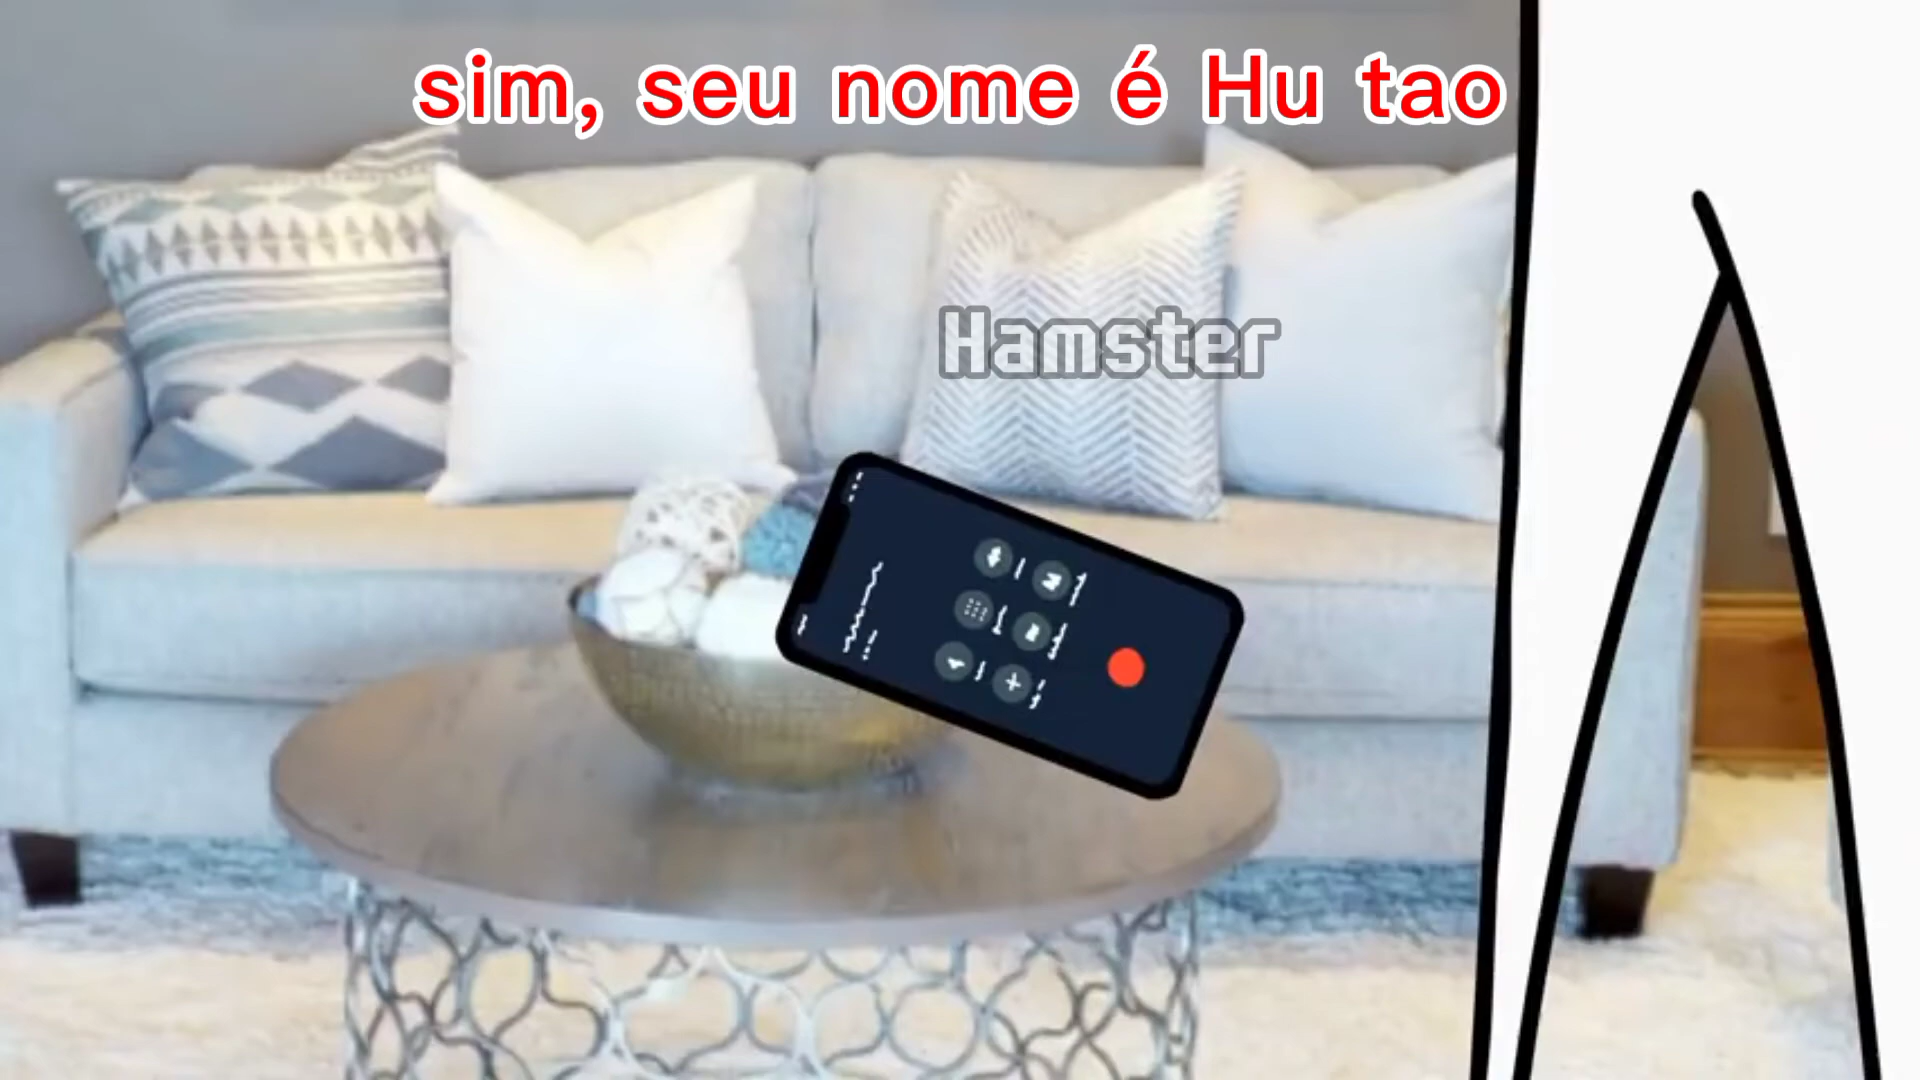 sim, seu nome é Hu tao
Hamster